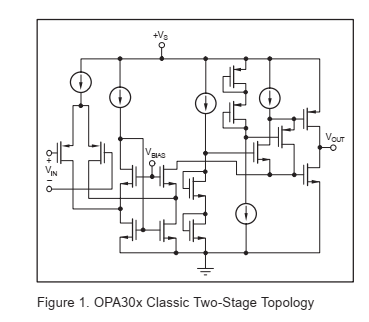 +VS
VBIAS
VOUT
+
VIN
−
Figure 1. OPA30x Classic Two-Stage Topology